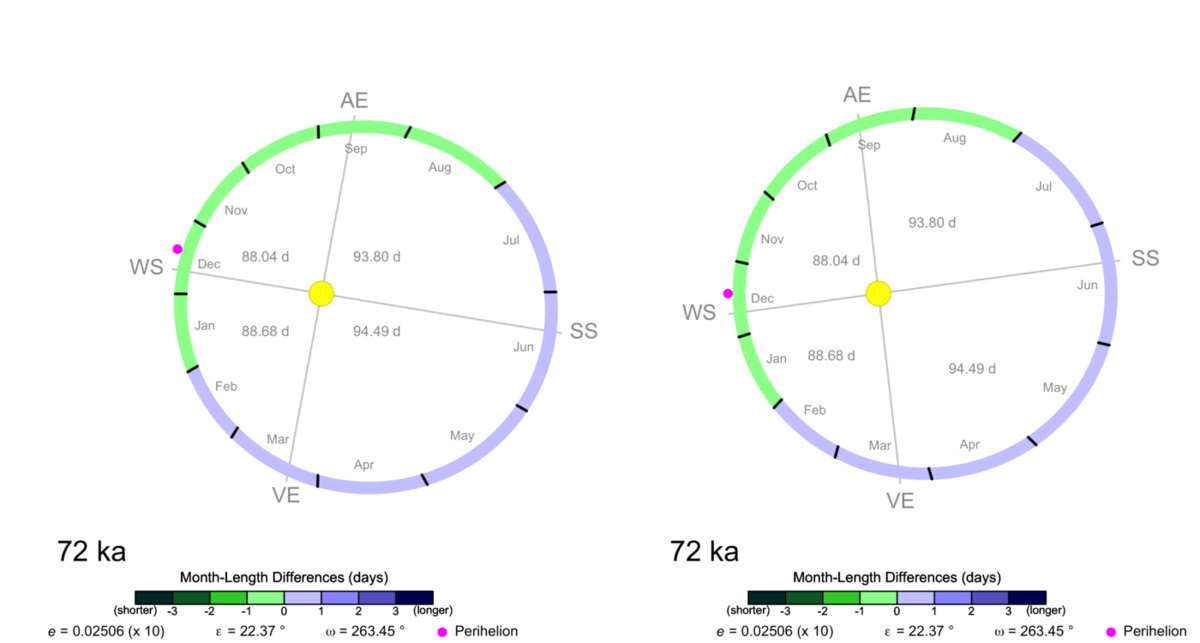 AE
Sep
Oct
Aug
Nov
Jul
88.04 d
93.80 d
WS
Dec
Jan
88.68 d
94.49 d
SS
Jun
Feb
Mar
May
Apr
VE
72 ka
Month-Length Differences (days)
(shorter) -3 -2 -1 0 1 2 3 (longer)
e = 0.02506 (x 10) ε = 22.37 ° ω = 263.45 ° Perihelion
AE
Aug
Sep
Oct
Jul
93.80 d
Nov
88.04 d
SS
Jun
Dec
WS
Jan
88.68 d
94.49 d
May
Feb
Mar
Apr
VE
72 ka
Month-Length Differences (days)
(shorter) -3 -2 -1 0 1 2 3 (longer)
e = 0.02506 (x 10) ε = 22.37 ° ω = 263.45 ° Perihelion